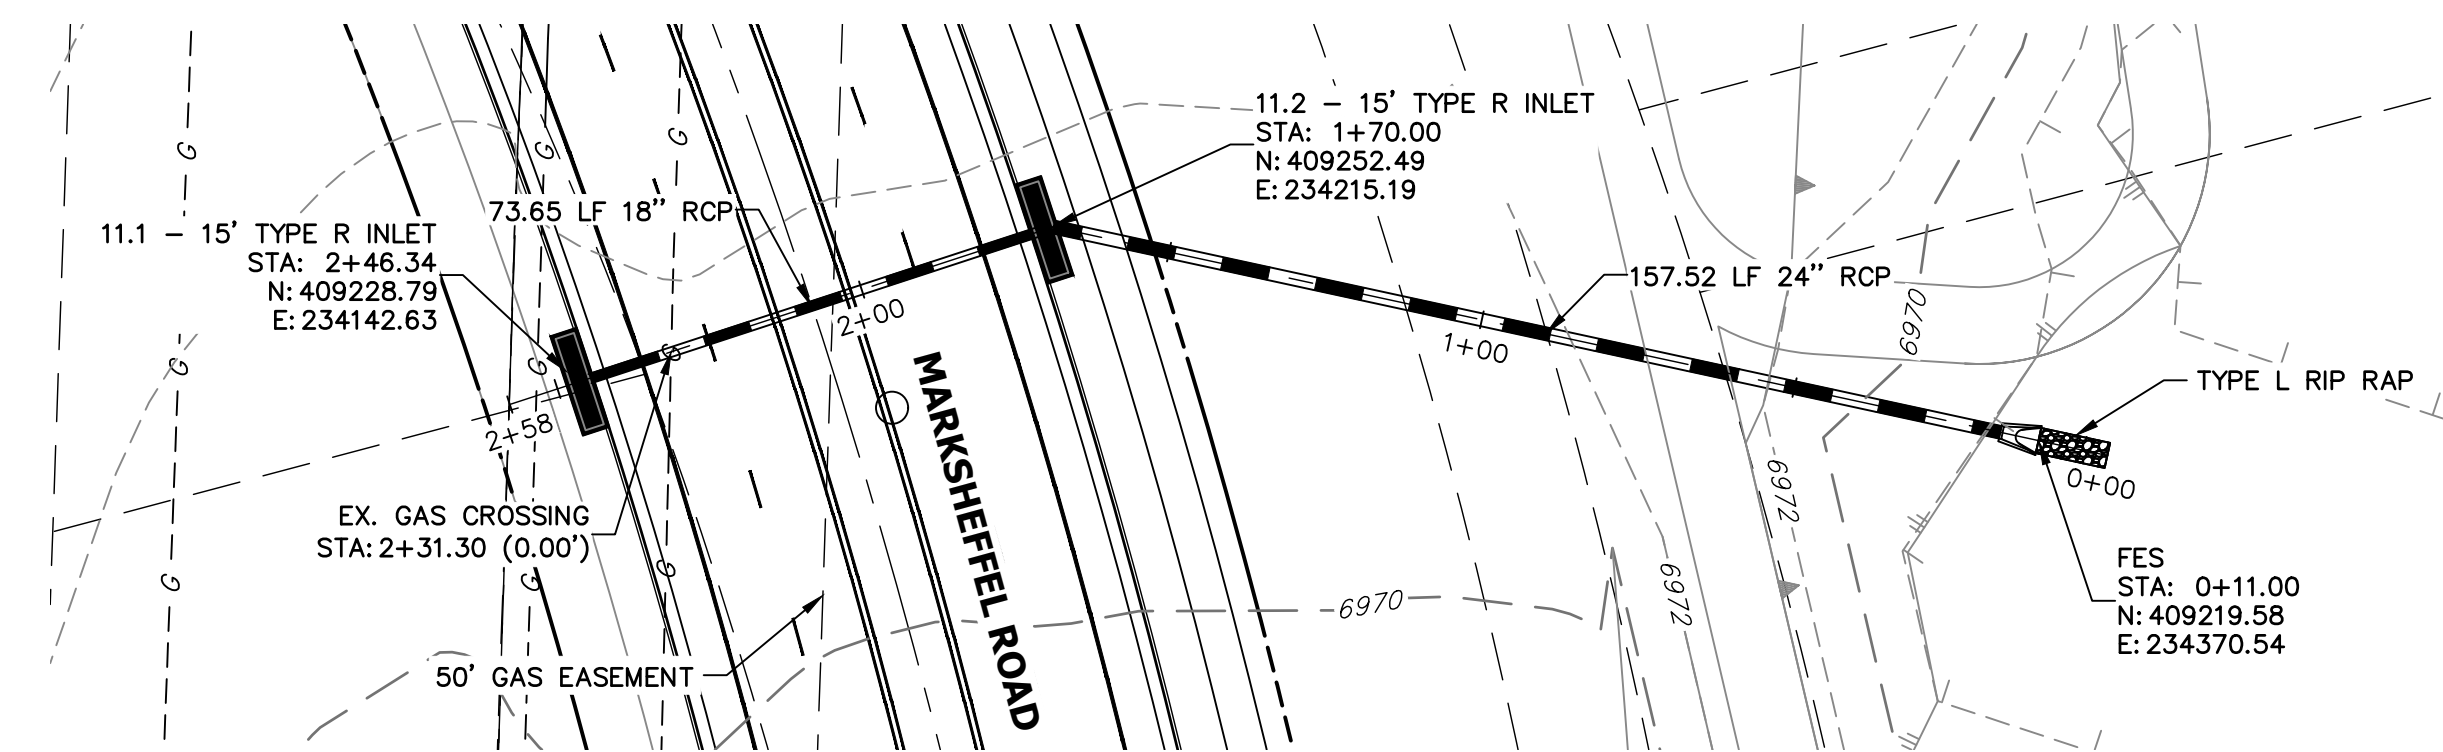 11.2 – 15' TYPE R INLET
STA: 1+70.00
N: 409252.49
E: 234215.19
73.65 LF 18" RCP
11.1 – 15' TYPE R INLET
STA: 2+46.34
N: 409228.79
E: 234142.63
157.52 LF 24" RCP
2+00
1+00
6970
TYPE L RIP RAP
2+58
0+00
6972
MARKSHEFFEL ROAD
EX. GAS CROSSING
STA: 2+31.30 (0.00')
FES
STA: 0+11.00
N: 409219.58
E: 234370.54
6970
6972
50' GAS EASEMENT
G
G
G
G
G
G
G
G
G
G